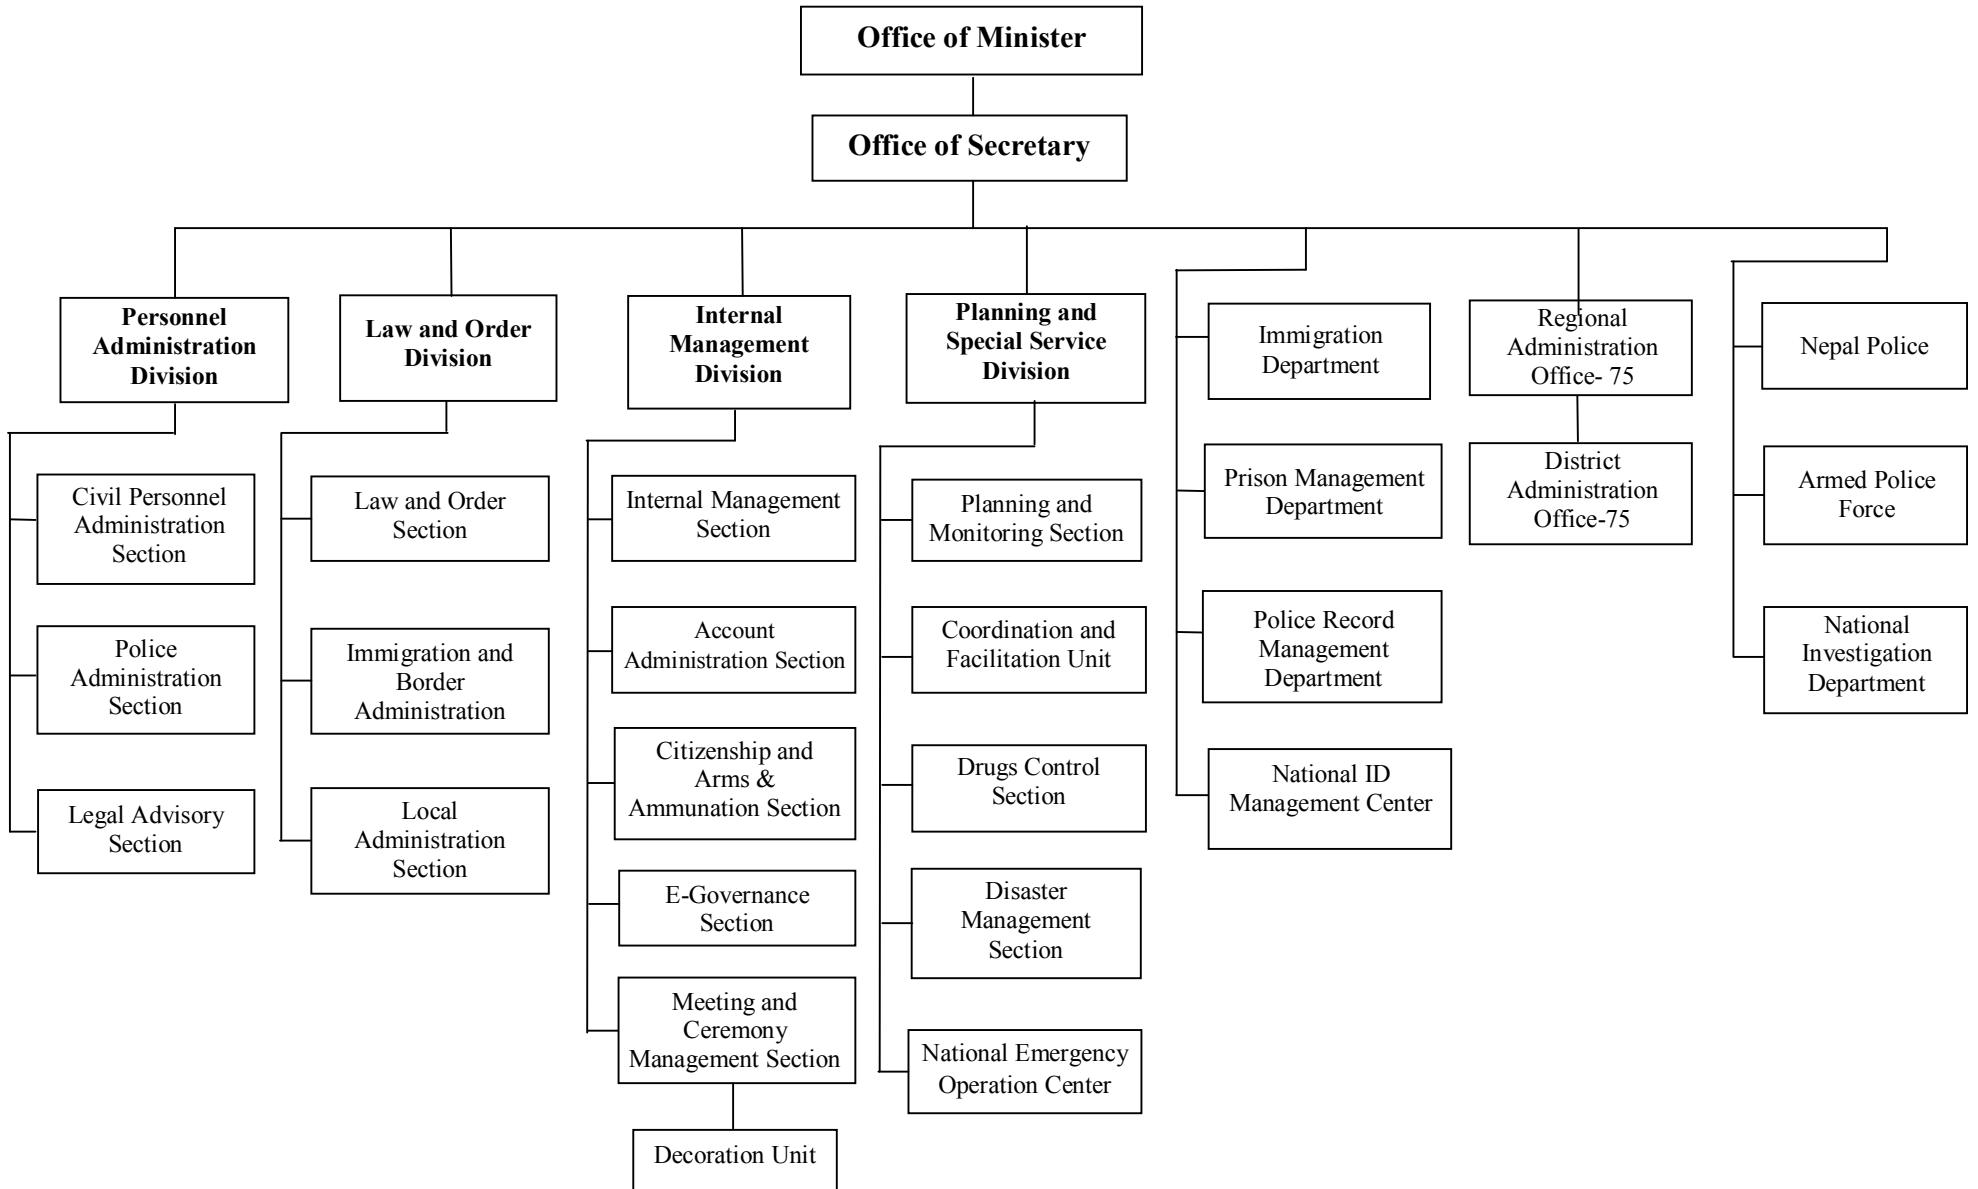 Office of Minister
Office of Secretary
Personnel
Administration
Division
Law and Order
Division
Internal
Management
Division
Planning and
Special Service
Division
Immigration
Department
Regional
Administration
Office- 75
Nepal Police
Civil Personnel
Administration
Section
Law and Order
Section
Internal Management
Section
Planning and
Monitoring Section
Prison Management
Department
District
Administration
Office-75
Armed Police
Force
Police
Administration
Section
Immigration and
Border
Administration
Account
Administration Section
Coordination and
Facilitation Unit
Police Record
Management
Department
National
Investigation
Department
Legal Advisory
Section
Local
Administration
Section
Citizenship and
Arms &
Ammunation Section
Drugs Control
Section
National ID
Management Center
E-Governance
Section
Disaster
Management
Section
Meeting and
Ceremony
Management Section
National Emergency
Operation Center
Decoration Unit